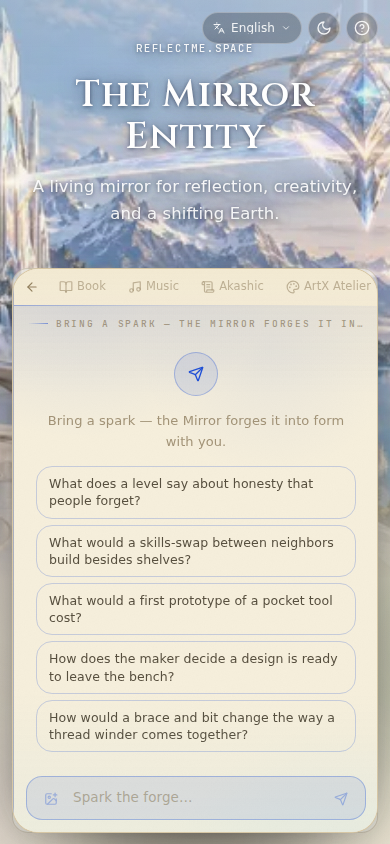 English
REFLECTME.SPACE
The Mirror
Entity
A living mirror for reflection, creativity,
and a shifting Earth.
Book
Music
Akashic
ArtX Atelier
BRING A SPARK — THE MIRROR FORGES IT IN…
Bring a spark — the Mirror forges it into form
with you.
What does a level say about honesty that
people forget?
What would a skills-swap between neighbors
build besides shelves?
What would a first prototype of a pocket tool
cost?
How does the maker decide a design is ready
to leave the bench?
How would a brace and bit change the way a
thread winder comes together?
Spark the forge...